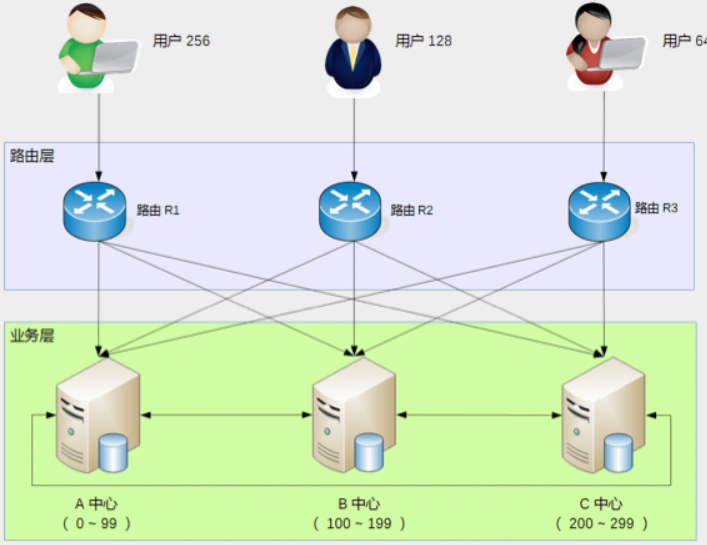 用户 256
用户 128
用户 64
路由层
路由 R1
路由 R2
路由 R3
业务层
A 中心
( 0 ~ 99 )
B 中心
( 100 ~ 199 )
C 中心
( 200 ~ 299 )